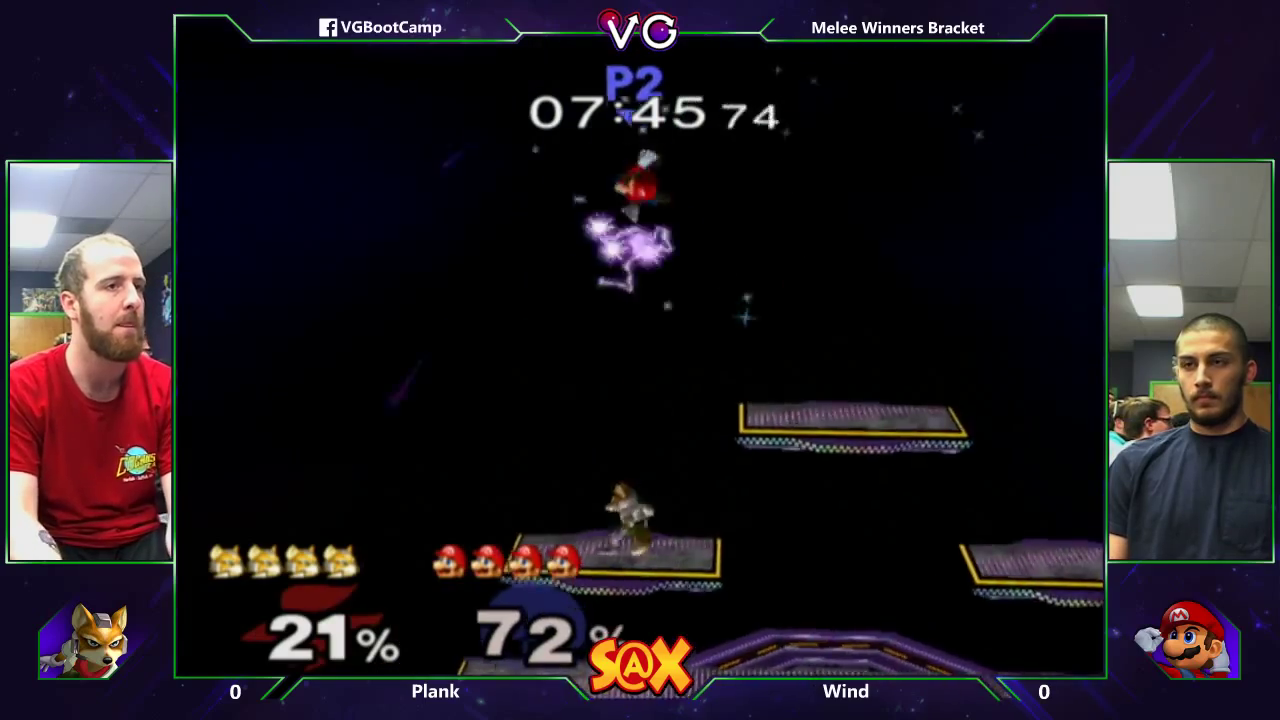 VGBootCamp
VG
Melee Winners Bracket
P2
07:45 74
21%
72%
S@X
0
Plank
Wind
0